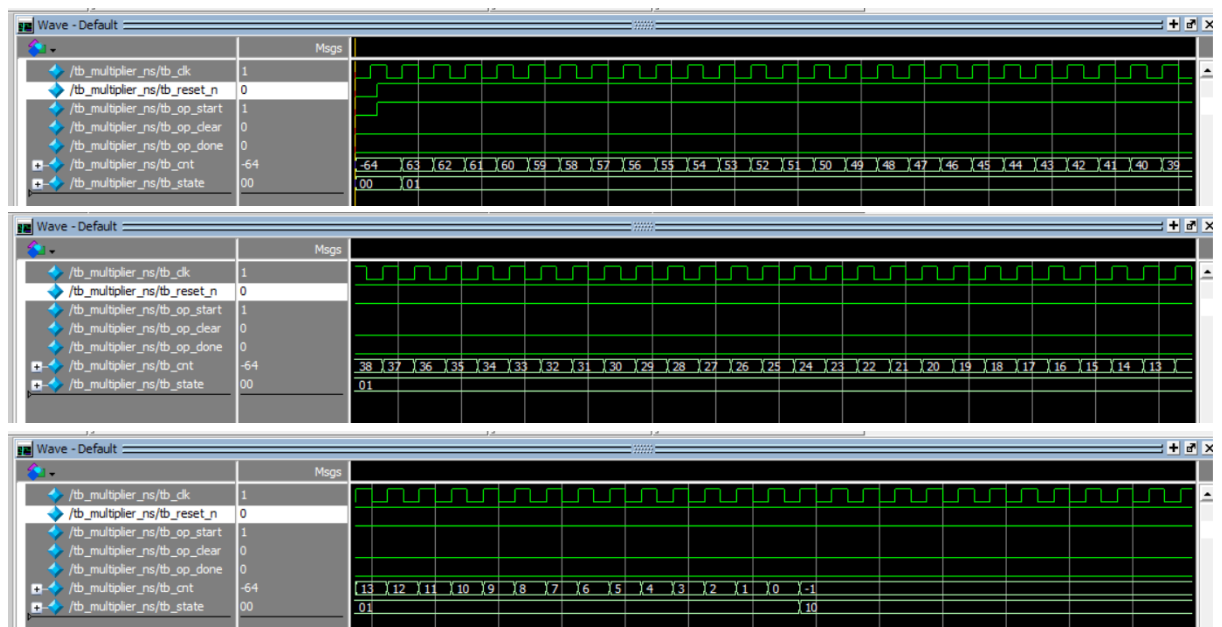 Wave - Default
Msgs
/tb_multiplier_ns/tb_clk 1
/tb_multiplier_ns/tb_reset_n 0
/tb_multiplier_ns/tb_op_start 1
/tb_multiplier_ns/tb_op_clear 0
/tb_multiplier_ns/tb_op_done 0
/tb_multiplier_ns/tb_cnt -64 -64 63 62 61 60 59 58 57 56 55 54 53 52 51 50 49 48 47 46 45 44 43 42 41 40 39
/tb_multiplier_ns/tb_state 00 00 01
Wave - Default
Msgs
/tb_multiplier_ns/tb_clk 1
/tb_multiplier_ns/tb_reset_n 0
/tb_multiplier_ns/tb_op_start 1
/tb_multiplier_ns/tb_op_clear 0
/tb_multiplier_ns/tb_op_done 0
/tb_multiplier_ns/tb_cnt -64 38 37 36 35 34 33 32 31 30 29 28 27 26 25 24 23 22 21 20 19 18 17 16 15 14 13
/tb_multiplier_ns/tb_state 00 01
Wave - Default
Msgs
/tb_multiplier_ns/tb_clk 1
/tb_multiplier_ns/tb_reset_n 0
/tb_multiplier_ns/tb_op_start 1
/tb_multiplier_ns/tb_op_clear 0
/tb_multiplier_ns/tb_op_done 0
/tb_multiplier_ns/tb_cnt -64 13 12 11 10 9 8 7 6 5 4 3 2 1 0 -1
/tb_multiplier_ns/tb_state 00 01 10